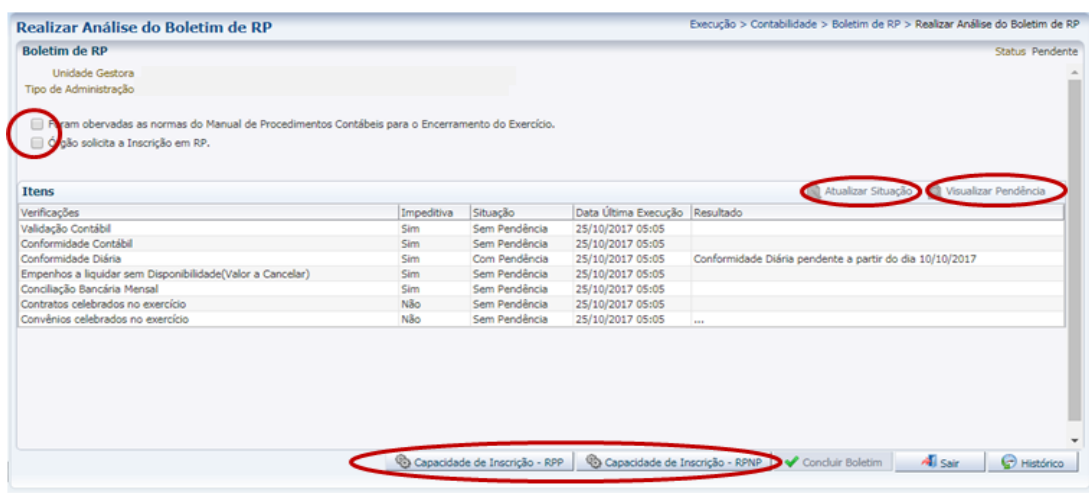 Realizar Análise do Boletim de RP
Execução > Contabilidade > Boletim de RP > Realizar Análise do Boletim de RP
Boletim de RP
Status Pendente
Unidade Gestora
Tipo de Administração
Foram obervadas as normas do Manual de Procedimentos Contábeis para o Encerramento do Exercício.
Órgão solicita a Inscrição em RP.
Itens Atualizar Situação Visualizar Pendência
Verificações Impeditiva Situação Data Última Execução Resultado
Validação Contábil Sim Sem Pendência 25/10/2017 05:05
Conformidade Contábil Sim Sem Pendência 25/10/2017 05:05
Conformidade Diária Sim Com Pendência 25/10/2017 05:05 Conformidade Diária pendente a partir do dia 10/10/2017
Empenhos a liquidar sem Disponibilidade(Valor a Cancelar) Sim Sem Pendência 25/10/2017 05:05
Conciliação Bancária Mensal Sim Sem Pendência 25/10/2017 05:05
Contratos celebrados no exercício Não Sem Pendência 25/10/2017 05:05
Convênios celebrados no exercício Não Sem Pendência 25/10/2017 05:05 ...
Capacidade de Inscrição - RPP Capacidade de Inscrição - RPNP Concluir Boletim Sair Histórico